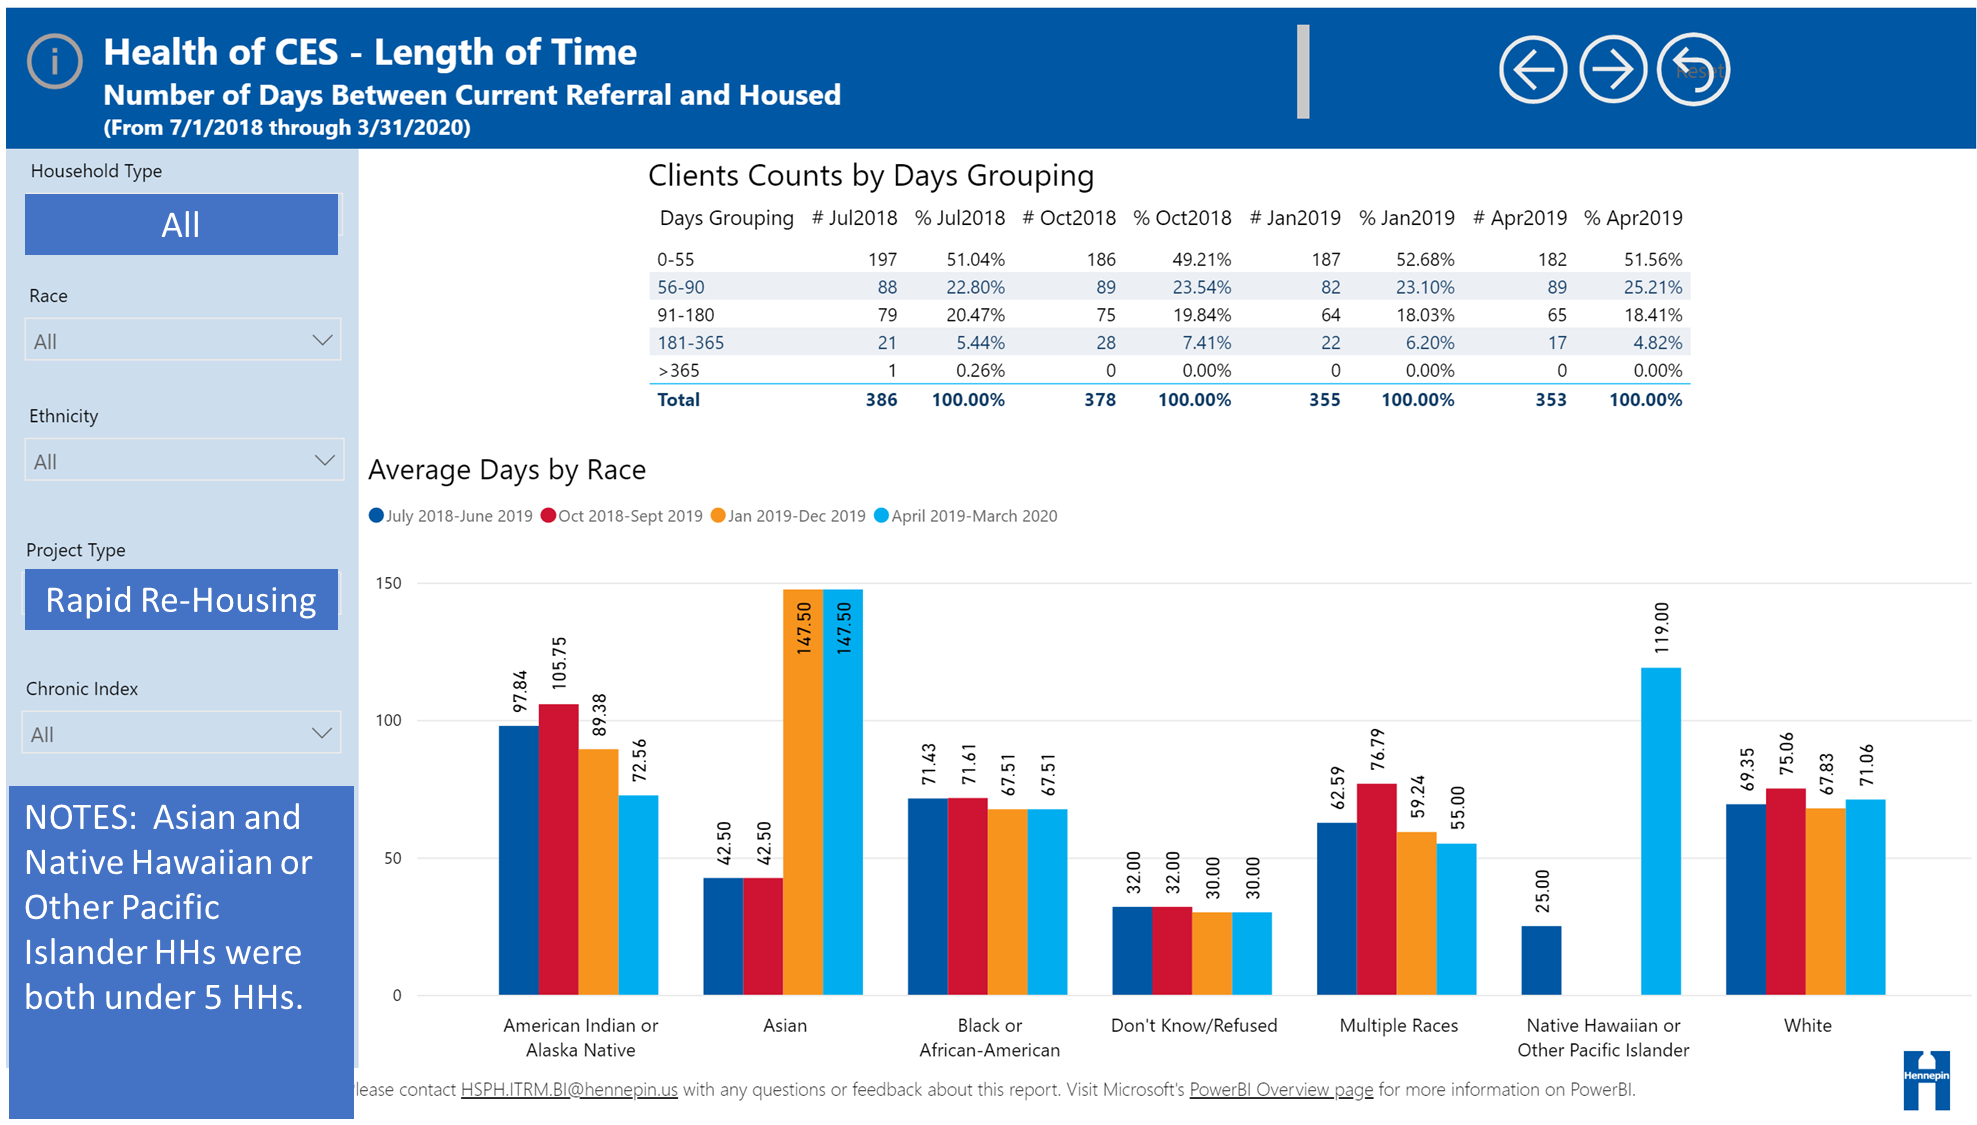 Health of CES - Length of Time
Number of Days Between Current Referral and Housed
(From 7/1/2018 through 3/31/2020)
Reset
Household Type
All
Race
All
Ethnicity
All
Project Type
Rapid Re-Housing
Chronic Index
All
NOTES: Asian and
Native Hawaiian or
Other Pacific
Islander HHs were
both under 5 HHs.
Clients Counts by Days Grouping
Days Grouping # Jul2018 % Jul2018 # Oct2018 % Oct2018 # Jan2019 % Jan2019 # Apr2019 % Apr2019
0-55 197 51.04% 186 49.21% 187 52.68% 182 51.56%
56-90 88 22.80% 89 23.54% 82 23.10% 89 25.21%
91-180 79 20.47% 75 19.84% 64 18.03% 65 18.41%
181-365 21 5.44% 28 7.41% 22 6.20% 17 4.82%
>365 1 0.26% 0 0.00% 0 0.00% 0 0.00%
Total 386 100.00% 378 100.00% 355 100.00% 353 100.00%
Average Days by Race
July 2018-June 2019 Oct 2018-Sept 2019 Jan 2019-Dec 2019 April 2019-March 2020
150
100
50
0
97.84 105.75 89.38 72.56
42.50 42.50 147.50 147.50
71.43 71.61 67.51 67.51
32.00 32.00 30.00 30.00
62.59 76.79 59.24 55.00
25.00 119.00
69.35 75.06 67.83 71.06
American Indian or
Alaska Native
Asian
Black or
African-American
Don't Know/Refused
Multiple Races
Native Hawaiian or
Other Pacific Islander
White
lease contact HSPH.ITRM.BI@hennepin.us with any questions or feedback about this report. Visit Microsoft's PowerBI Overview page for more information on PowerBI.
Hennepin